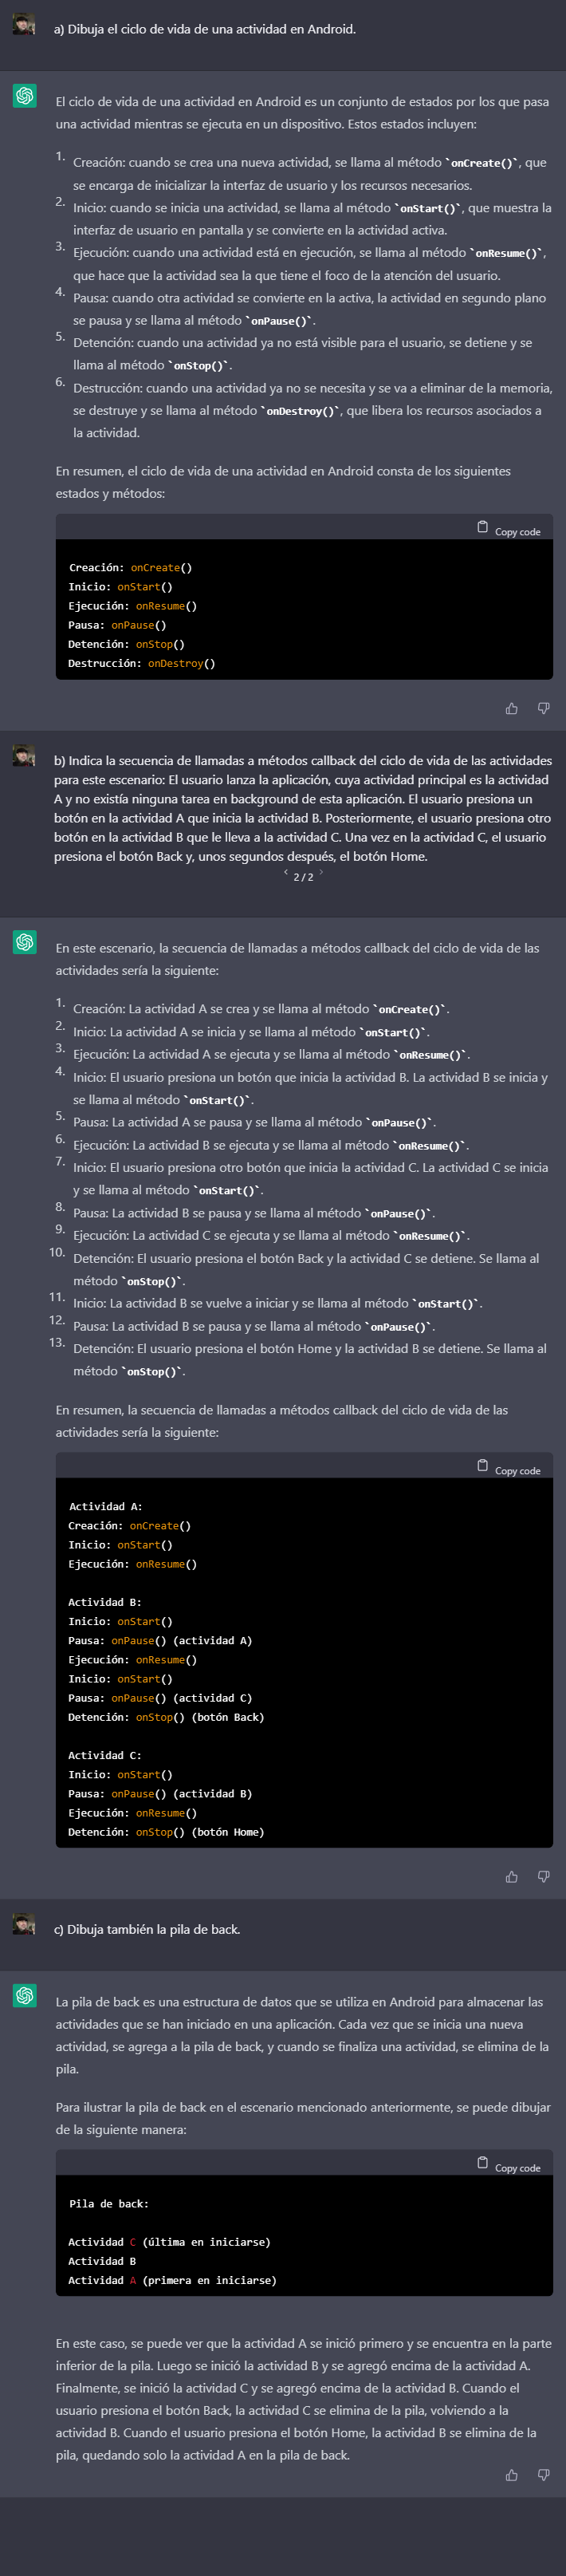 a) Dibuja el ciclo de vida de una actividad en Android.
El ciclo de vida de una actividad en Android es un conjunto de estados por los que pasa
una actividad mientras se ejecuta en un dispositivo. Estos estados incluyen:
1. Creación: cuando se crea una nueva actividad, se llama al método `onCreate()`, que
se encarga de inicializar la interfaz de usuario y los recursos necesarios.
2. Inicio: cuando se inicia una actividad, se llama al método `onStart()`, que muestra la
interfaz de usuario en pantalla y se convierte en la actividad activa.
3. Ejecución: cuando una actividad está en ejecución, se llama al método `onResume()`,
que hace que la actividad sea la que tiene el foco de la atención del usuario.
4. Pausa: cuando otra actividad se convierte en la activa, la actividad en segundo plano
se pausa y se llama al método `onPause()`.
5. Detención: cuando una actividad ya no está visible para el usuario, se detiene y se
llama al método `onStop()`.
6. Destrucción: cuando una actividad ya no se necesita y se va a eliminar de la memoria,
se destruye y se llama al método `onDestroy()`, que libera los recursos asociados a
la actividad.
En resumen, el ciclo de vida de una actividad en Android consta de los siguientes
estados y métodos:
Copy code
Creación: onCreate()
Inicio: onStart()
Ejecución: onResume()
Pausa: onPause()
Detención: onStop()
Destrucción: onDestroy()
b) Indica la secuencia de llamadas a métodos callback del ciclo de vida de las actividades
para este escenario: El usuario lanza la aplicación, cuya actividad principal es la actividad
A y no existía ninguna tarea en background de esta aplicación. El usuario presiona un
botón en la actividad A que inicia la actividad B. Posteriormente, el usuario presiona otro
botón en la actividad B que le lleva a la actividad C. Una vez en la actividad C, el usuario
presiona el botón Back y, unos segundos después, el botón Home.
< 2 / 2 >
En este escenario, la secuencia de llamadas a métodos callback del ciclo de vida de las
actividades sería la siguiente:
1. Creación: La actividad A se crea y se llama al método `onCreate()`.
2. Inicio: La actividad A se inicia y se llama al método `onStart()`.
3. Ejecución: La actividad A se ejecuta y se llama al método `onResume()`.
4. Inicio: El usuario presiona un botón que inicia la actividad B. La actividad B se inicia y
se llama al método `onStart()`.
5. Pausa: La actividad A se pausa y se llama al método `onPause()`.
6. Ejecución: La actividad B se ejecuta y se llama al método `onResume()`.
7. Inicio: El usuario presiona otro botón que inicia la actividad C. La actividad C se inicia
y se llama al método `onStart()`.
8. Pausa: La actividad B se pausa y se llama al método `onPause()`.
9. Ejecución: La actividad C se ejecuta y se llama al método `onResume()`.
10. Detención: El usuario presiona el botón Back y la actividad C se detiene. Se llama al
método `onStop()`.
11. Inicio: La actividad B se vuelve a iniciar y se llama al método `onStart()`.
12. Pausa: La actividad B se pausa y se llama al método `onPause()`.
13. Detención: El usuario presiona el botón Home y la actividad B se detiene. Se llama al
método `onStop()`.
En resumen, la secuencia de llamadas a métodos callback del ciclo de vida de las
actividades sería la siguiente:
Copy code
Actividad A:
Creación: onCreate()
Inicio: onStart()
Ejecución: onResume()
Actividad B:
Inicio: onStart()
Pausa: onPause() (actividad A)
Ejecución: onResume()
Inicio: onStart()
Pausa: onPause() (actividad C)
Detención: onStop() (botón Back)
Actividad C:
Inicio: onStart()
Pausa: onPause() (actividad B)
Ejecución: onResume()
Detención: onStop() (botón Home)
c) Dibuja también la pila de back.
La pila de back es una estructura de datos que se utiliza en Android para almacenar las
actividades que se han iniciado en una aplicación. Cada vez que se inicia una nueva
actividad, se agrega a la pila de back, y cuando se finaliza una actividad, se elimina de la
pila.
Para ilustrar la pila de back en el escenario mencionado anteriormente, se puede dibujar
de la siguiente manera:
Copy code
Pila de back:
Actividad C (última en iniciarse)
Actividad B
Actividad A (primera en iniciarse)
En este caso, se puede ver que la actividad A se inició primero y se encuentra en la parte
inferior de la pila. Luego se inició la actividad B y se agregó encima de la actividad A.
Finalmente, se inició la actividad C y se agregó encima de la actividad B. Cuando el
usuario presiona el botón Back, la actividad C se elimina de la pila, volviendo a la
actividad B. Cuando el usuario presiona el botón Home, la actividad B se elimina de la
pila, quedando solo la actividad A en la pila de back.